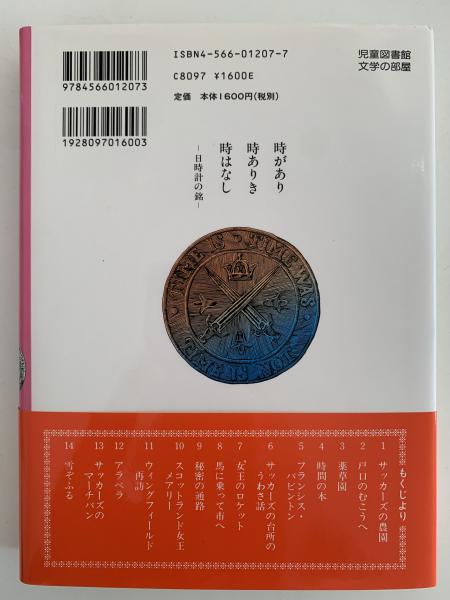 ISBN4-566-01207-7
C8097 ¥1600E
定価 本体1600円(税別)
児童図書館
文学の部屋
9784566012073
1928097016003
時があり
時ありき
時はなし
―日時計の銘―
TIME IS · TIME WAS
もくじより
1 サッカーズの農園
2 戸口のむこうへ
3 薬草園
4 時間の本
5 フランシス・
バビントン
6 サッカーズの台所の
うわさ話
7 女王のロケット
8 馬に乗って市へ
9 秘密の通路
10 スコットランド女王
メアリー
11 ウィングフィールド
再訪
12 アラベラ
13 サッカーズの
マッチパン
14 雪そふる